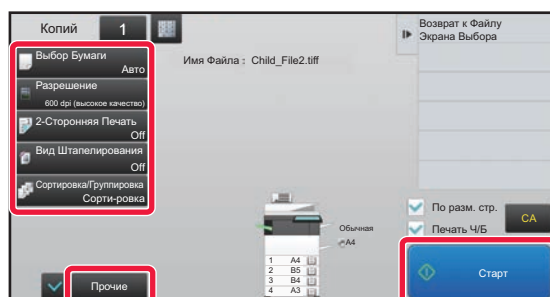 Копий 1
Возврат к Файлу
Экрана Выбора
Имя Файла : Child_File2.tiff
Выбор Бумаги
Авто
Разрешение
600 dpi (высокое качество)
2-Сторонняя Печать
Off
Вид Штапелирования
Off
Сортировка/Группировка
Сорти-ровка
Прочие
Обычная
A4
1 A4
2 B5
3 B4
4 A3
По разм. стр.
Печать Ч/Б
CA
Старт